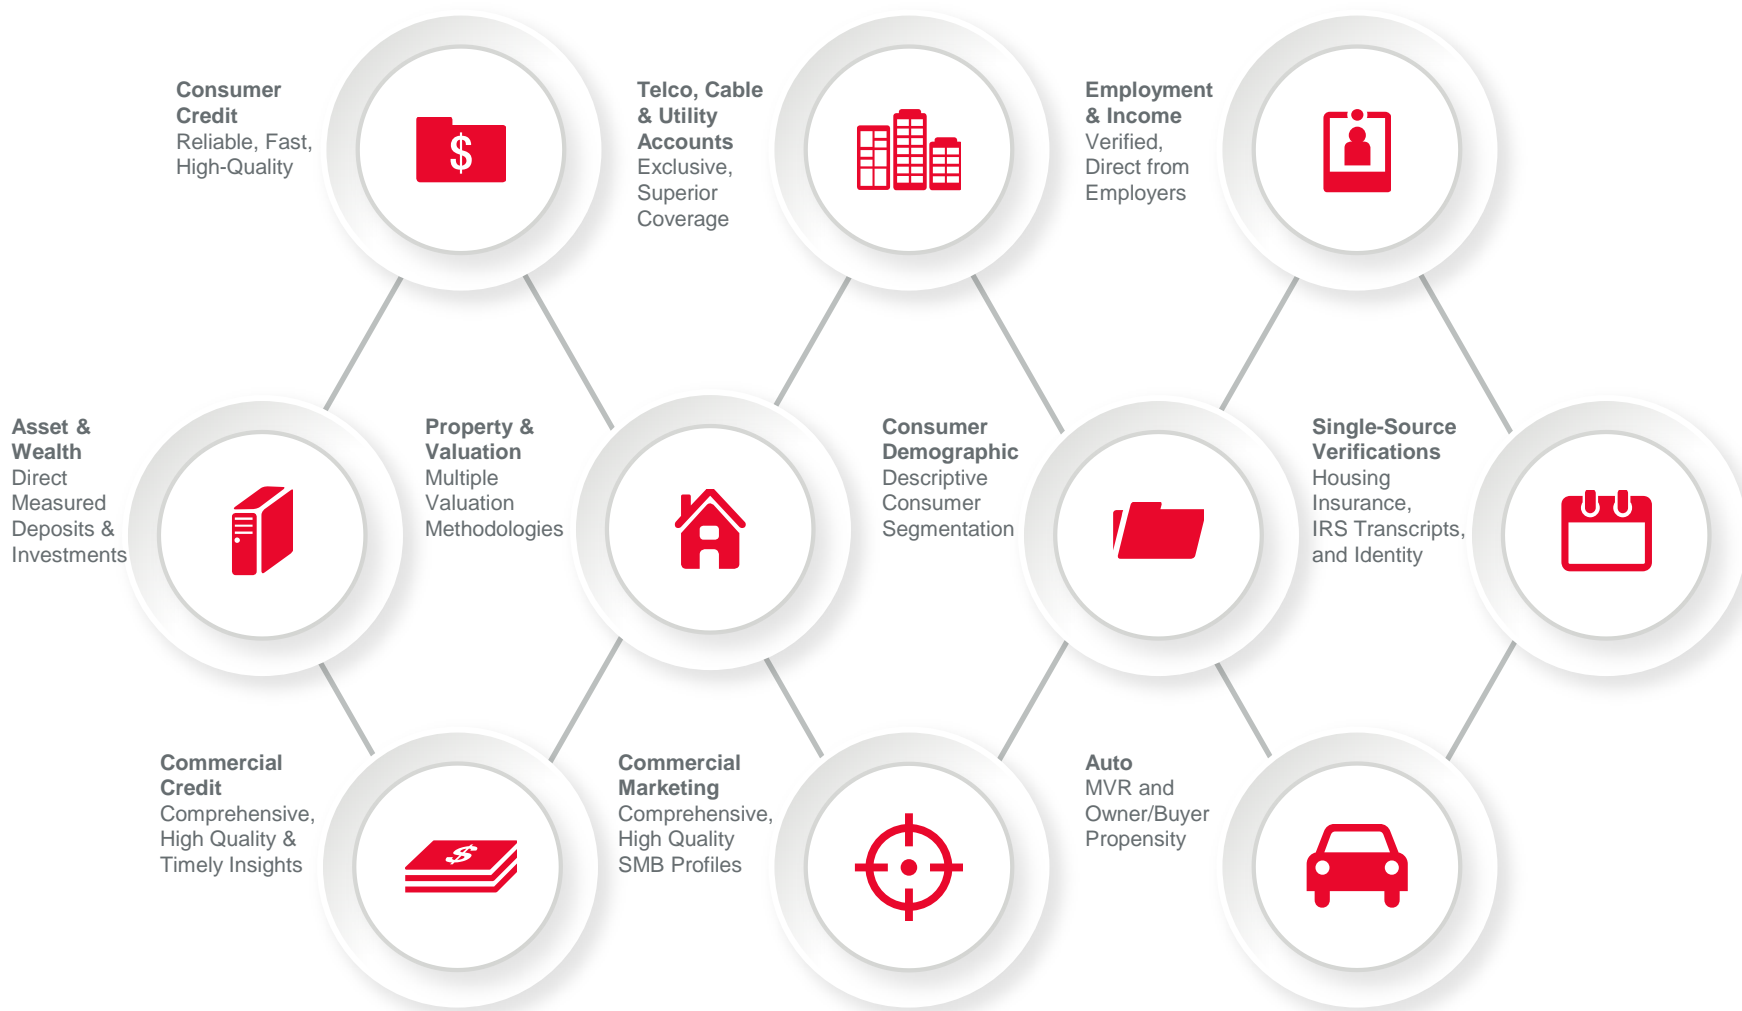 Consumer
Credit
Reliable, Fast,
High-Quality
Telco, Cable
& Utility
Accounts
Exclusive,
Superior
Coverage
Employment
& Income
Verified,
Direct from
Employers
$
Asset &
Wealth
Direct
Measured
Deposits &
Investments
Property &
Valuation
Multiple
Valuation
Methodologies
Consumer
Demographic
Descriptive
Consumer
Segmentation
Single-Source
Verifications
Housing
Insurance,
IRS Transcripts,
and Identity
Commercial
Credit
Comprehensive,
High Quality &
Timely Insights
$
Commercial
Marketing
Comprehensive,
High Quality
SMB Profiles
Auto
MVR and
Owner/Buyer
Propensity